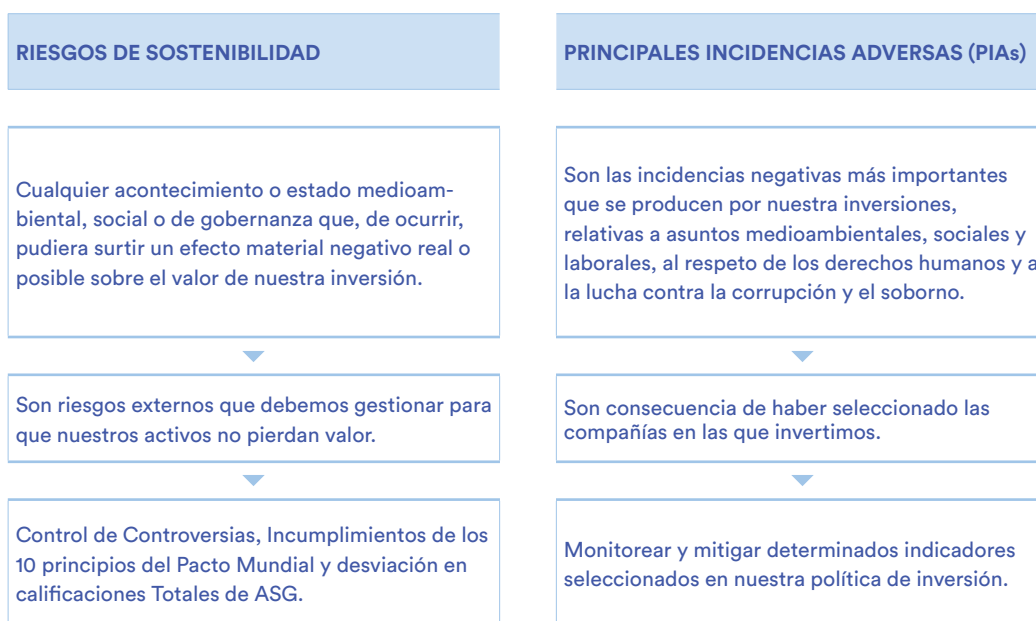 RIESGOS DE SOSTENIBILIDAD
Cualquier acontecimiento o estado medioam-
biental, social o de gobernanza que, de ocurrir,
pudiera surtir un efecto material negativo real o
posible sobre el valor de nuestra inversión.
Son riesgos externos que debemos gestionar para
que nuestros activos no pierdan valor.
Control de Controversias, Incumplimientos de los
10 principios del Pacto Mundial y desviación en
calificaciones Totales de ASG.
PRINCIPALES INCIDENCIAS ADVERSAS (PIAs)
Son las incidencias negativas más importantes
que se producen por nuestra inversiones,
relativas a asuntos medioambientales, sociales y
laborales, al respeto de los derechos humanos y a
la lucha contra la corrupción y el soborno.
Son consecuencia de haber seleccionado las
compañías en las que invertimos.
Monitorear y mitigar determinados indicadores
seleccionados en nuestra política de inversión.